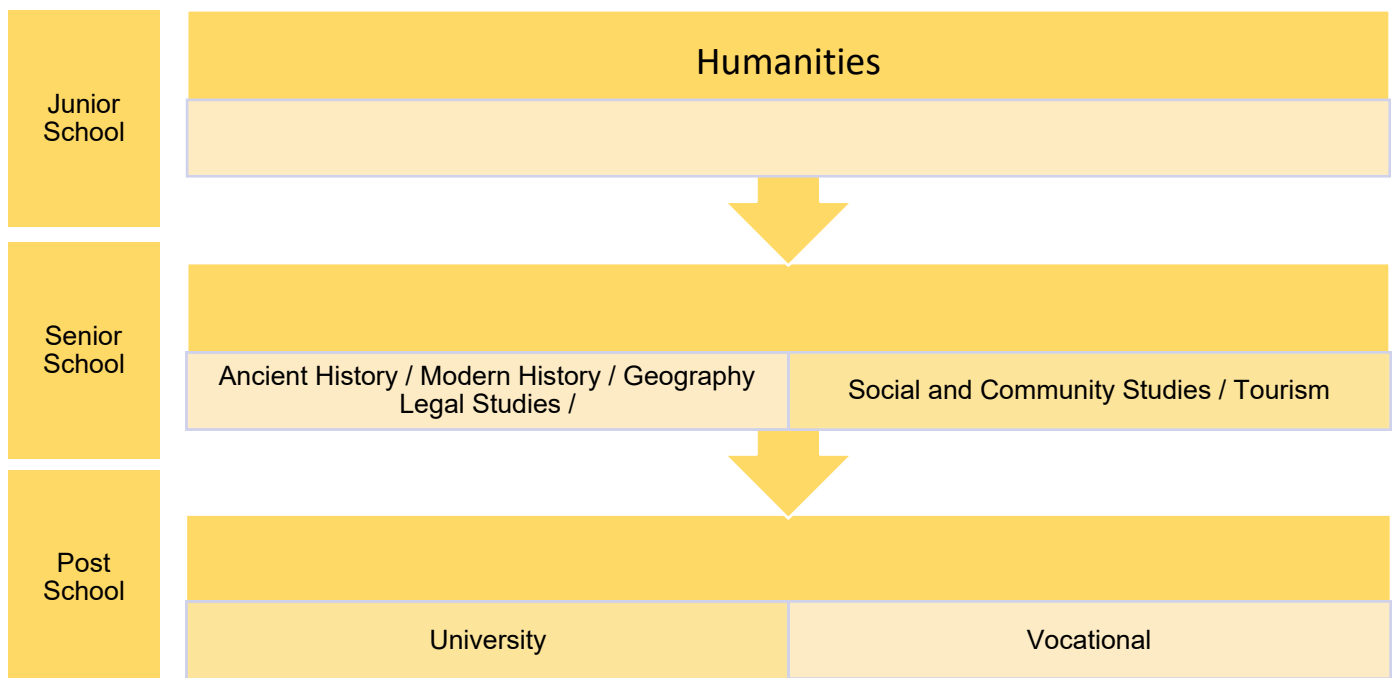 Junior
School
Humanities
Senior
School
Ancient History / Modern History / Geography
Legal Studies /
Social and Community Studies / Tourism
Post
School
University
Vocational